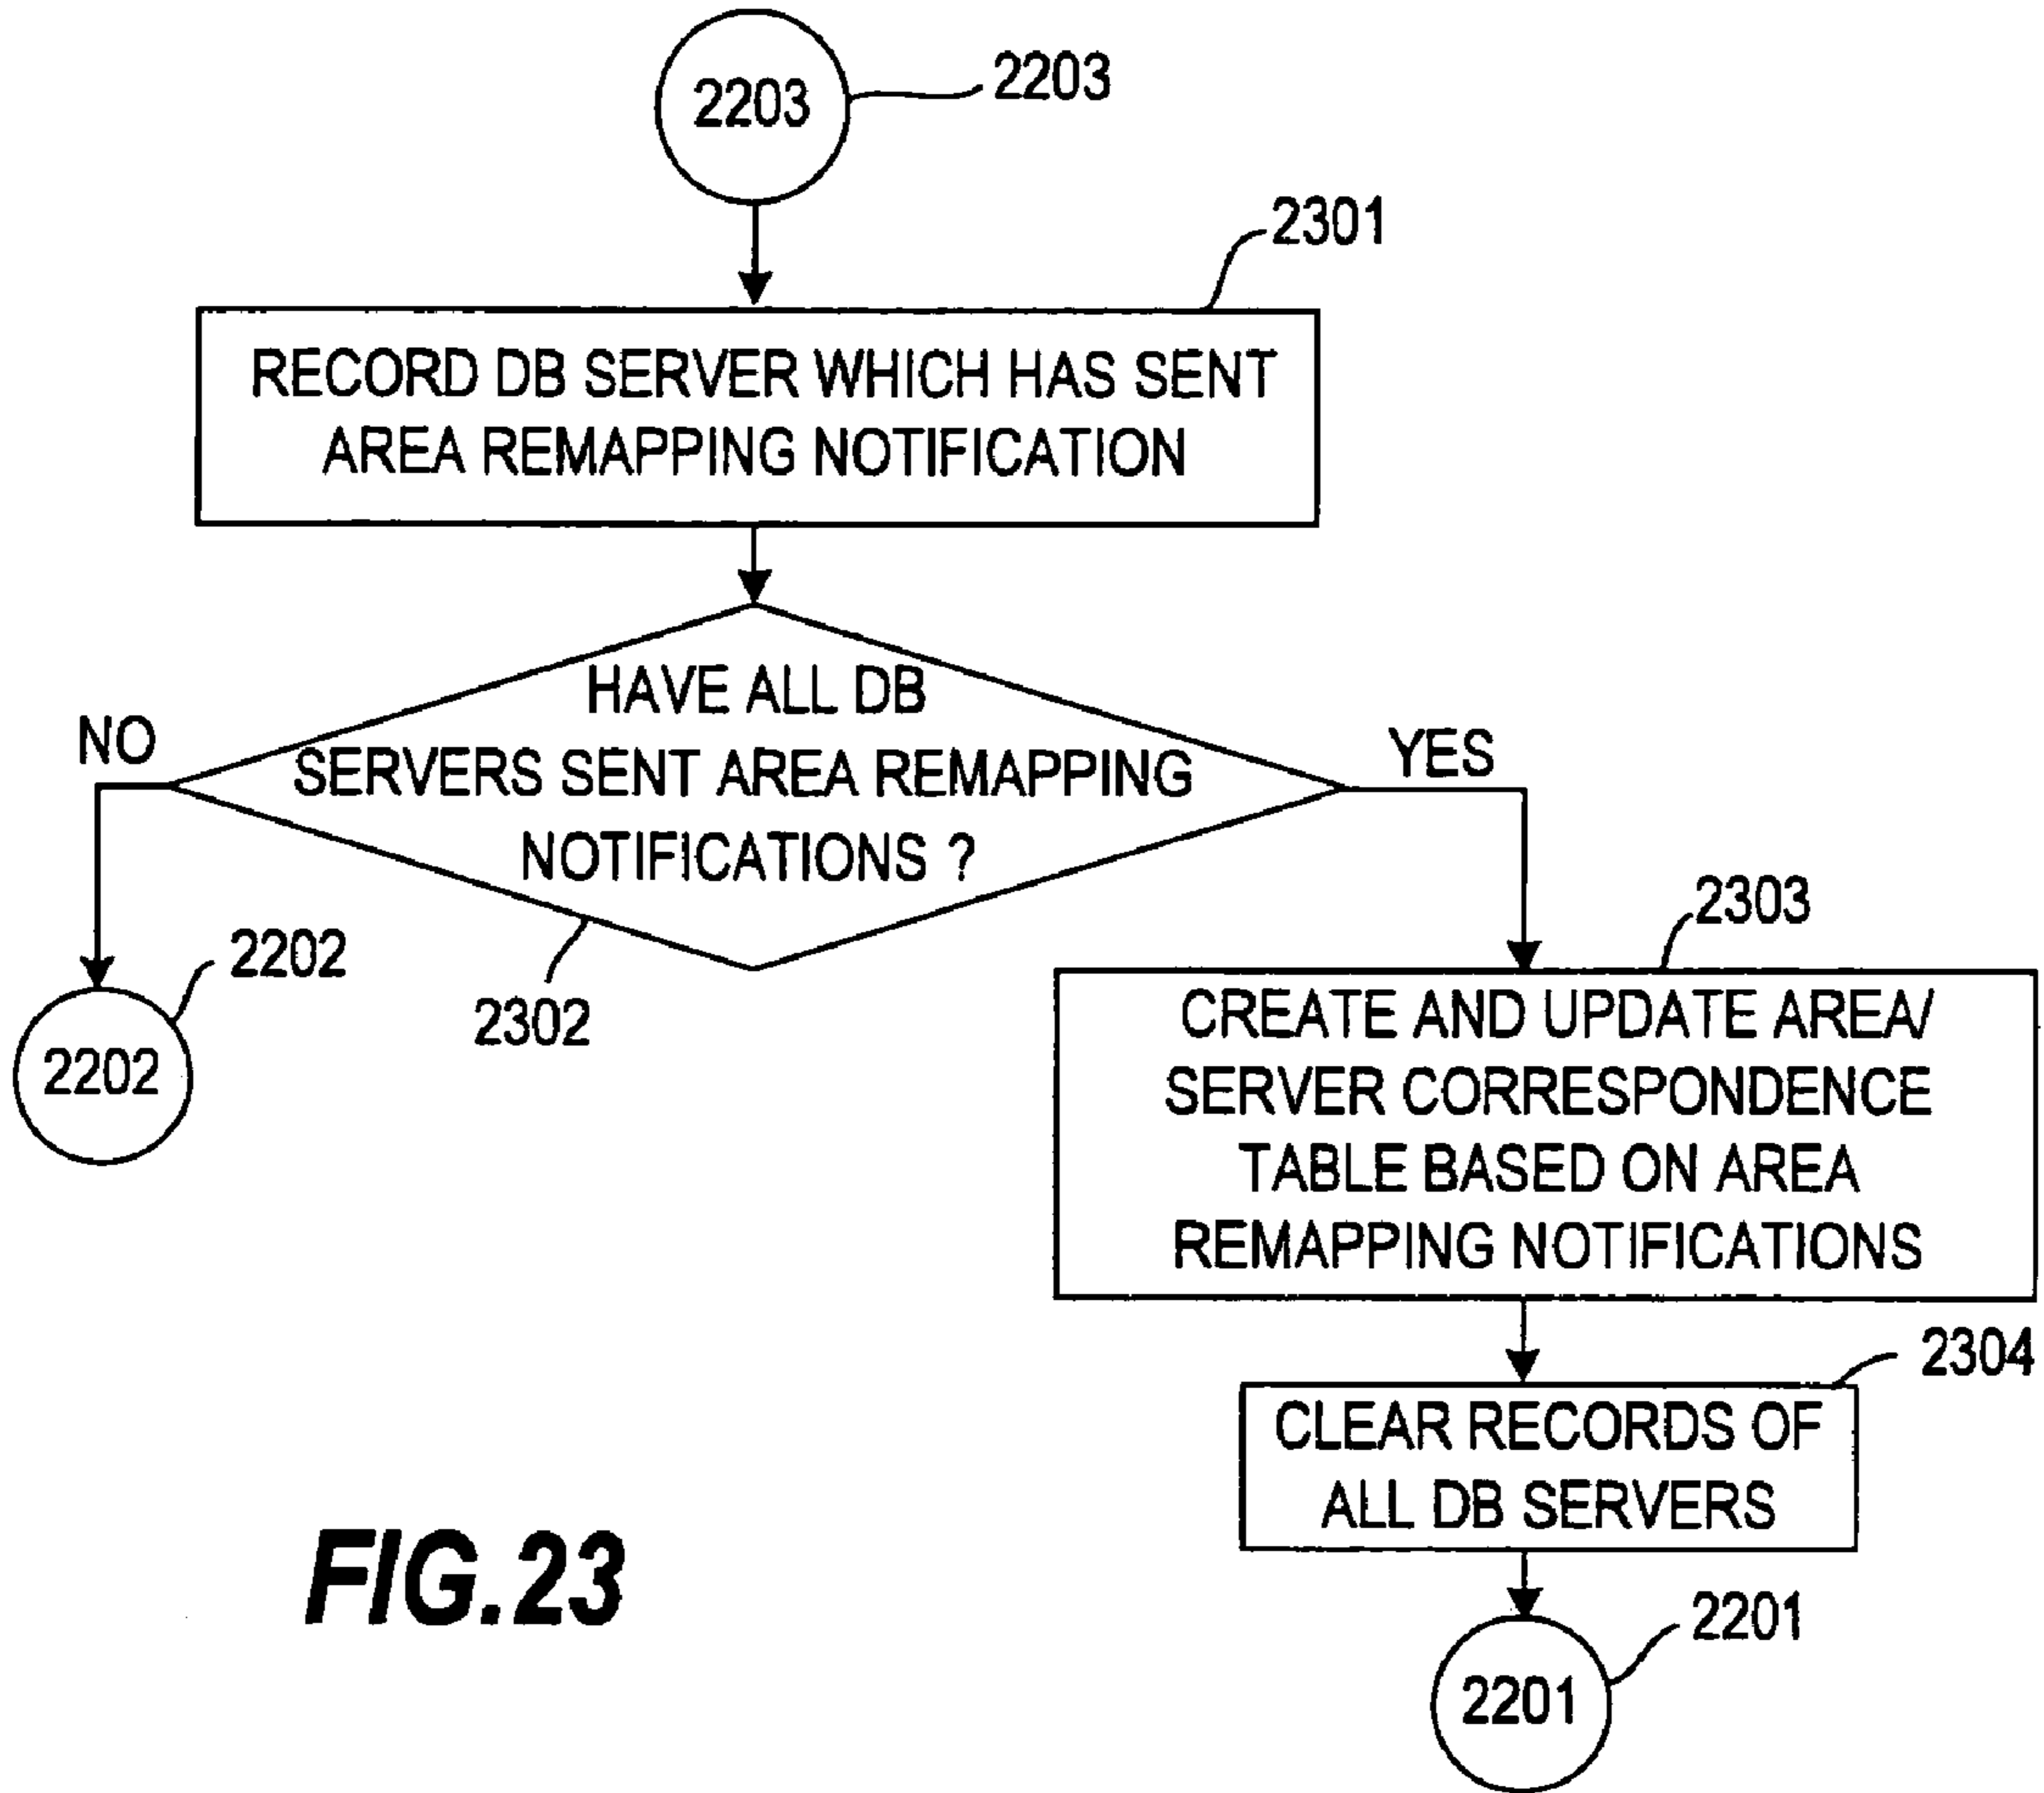 2203
2203
2301
RECORD DB SERVER WHICH HAS SENT
AREA REMAPPING NOTIFICATION
HAVE ALL DB
SERVERS SENT AREA REMAPPING
NOTIFICATIONS ?
NO
YES
2302
2202
2202
2303
CREATE AND UPDATE AREA/
SERVER CORRESPONDENCE
TABLE BASED ON AREA
REMAPPING NOTIFICATIONS
2304
CLEAR RECORDS OF
ALL DB SERVERS
2201
2201
FIG.23